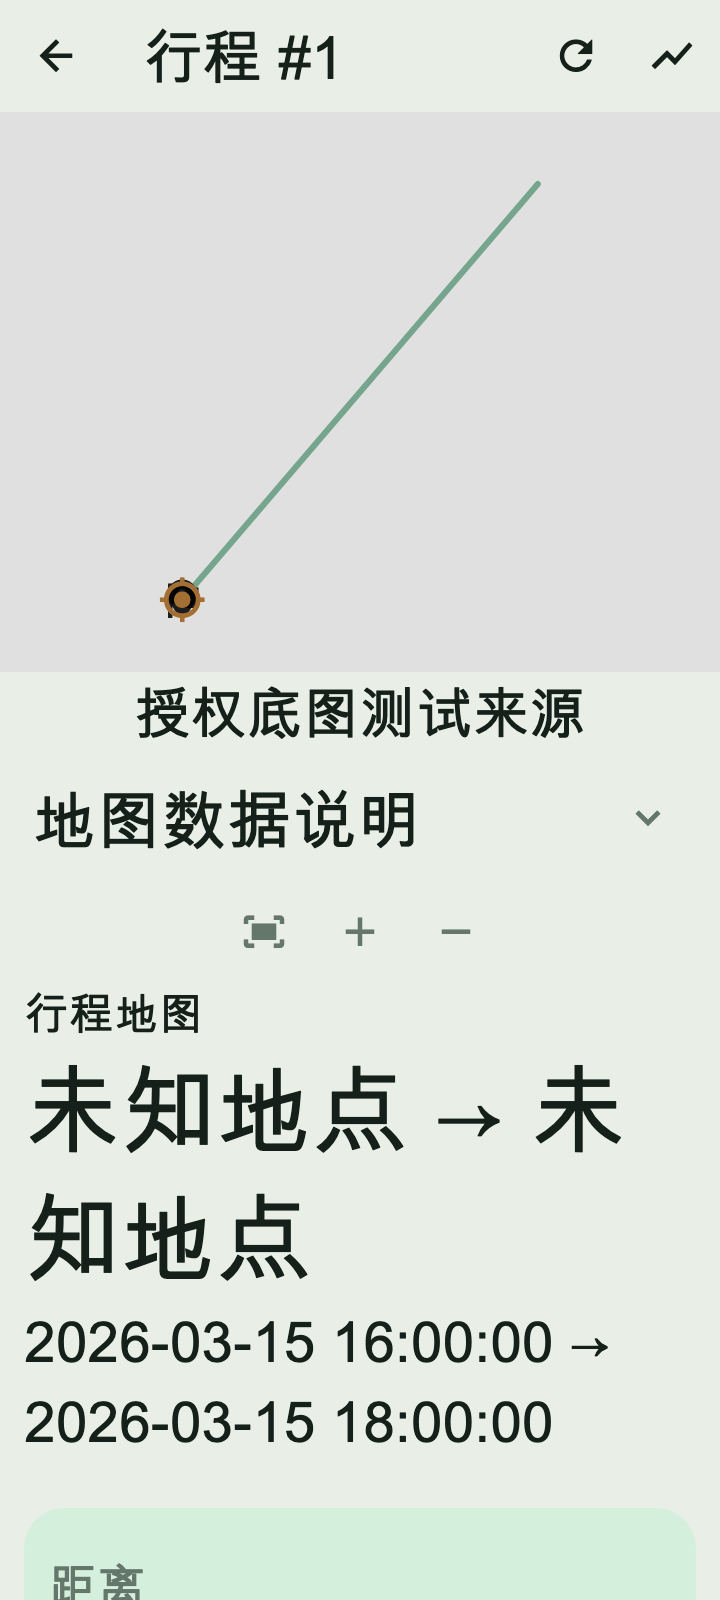 行程 #1
授权底图测试来源
地图数据说明
行程地图
未知地点 → 未
知地点
2026-03-15 16:00:00 →
2026-03-15 18:00:00
距离